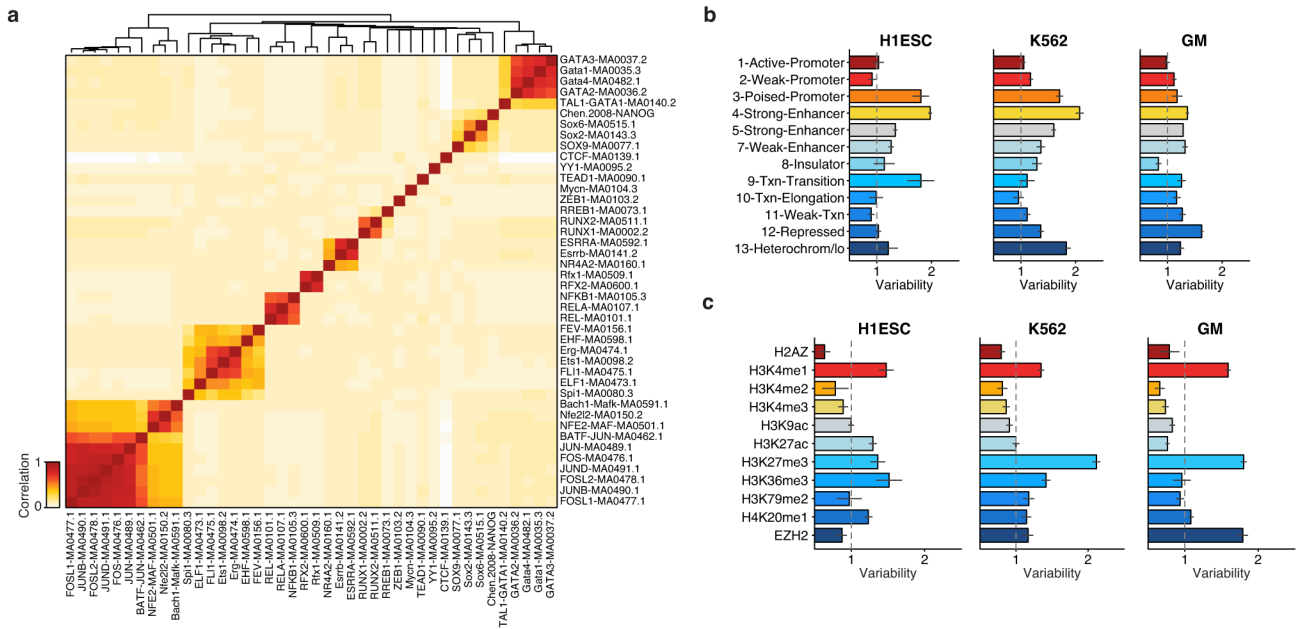 a
GATA3-MA0037.2
Gata1-MA0035.3
Gata4-MA0482.1
GATA2-MA0036.2
TAL1-GATA1-MA0140.2
Chen.2008-NANOG
Sox6-MA0515.1
Sox2-MA0143.3
SOX9-MA0077.1
CTCF-MA0139.1
YY1-MA0095.2
TEAD1-MA0090.1
Mycn-MA0104.3
ZEB1-MA0103.2
RREB1-MA0073.1
RUNX2-MA0511.1
RUNX1-MA0002.2
ESRRA-MA0592.1
Esrrb-MA0141.2
NR4A2-MA0160.1
Rfx1-MA0509.1
RFX2-MA0600.1
NFKB1-MA0105.3
RELA-MA0107.1
REL-MA0101.1
FEV-MA0156.1
EHF-MA0598.1
Erg-MA0474.1
Ets1-MA0098.2
FLI1-MA0475.1
ELF1-MA0473.1
Spi1-MA0080.3
Bach1-Mafk-MA0591.1
Nfe2l2-MA0150.2
NFE2-MAF-MA0501.1
BATF-JUN-MA0462.1
JUN-MA0489.1
FOS-MA0476.1
JUND-MA0491.1
FOSL2-MA0478.1
JUNB-MA0490.1
FOSL1-MA0477.1
Correlation
1
0
FOSL1-MA0477.1
JUNB-MA0490.1
FOSL2-MA0478.1
JUND-MA0491.1
FOS-MA0476.1
JUN-MA0489.1
BATF-JUN-MA0462.1
NFE2-MAF-MA0501.1
Nfe2l2-MA0150.2
Bach1-Mafk-MA0591.1
Spi1-MA0080.3
ELF1-MA0473.1
FLI1-MA0475.1
Ets1-MA0098.2
Erg-MA0474.1
EHF-MA0598.1
FEV-MA0156.1
REL-MA0101.1
RELA-MA0107.1
NFKB1-MA0105.3
RFX2-MA0600.1
Rfx1-MA0509.1
NR4A2-MA0160.1
Esrrb-MA0141.2
ESRRA-MA0592.1
RUNX1-MA0002.2
RUNX2-MA0511.1
RREB1-MA0073.1
ZEB1-MA0103.2
Mycn-MA0104.3
TEAD1-MA0090.1
YY1-MA0095.2
CTCF-MA0139.1
SOX9-MA0077.1
Sox2-MA0143.3
Sox6-MA0515.1
Chen.2008-NANOG
TAL1-GATA1-MA0140.2
GATA2-MA0036.2
Gata4-MA0482.1
Gata1-MA0035.3
GATA3-MA0037.2
b
H1ESC K562 GM
1-Active-Promoter
2-Weak-Promoter
3-Poised-Promoter
4-Strong-Enhancer
5-Strong-Enhancer
7-Weak-Enhancer
8-Insulator
9-Txn-Transition
10-Txn-Elongation
11-Weak-Txn
12-Repressed
13-Heterochrom/lo
1 2 1 2 1 2
Variability Variability Variability
c
H1ESC K562 GM
H2AZ
H3K4me1
H3K4me2
H3K4me3
H3K9ac
H3K27ac
H3K27me3
H3K36me3
H3K79me2
H4K20me1
EZH2
1 2 1 2 1 2
Variability Variability Variability